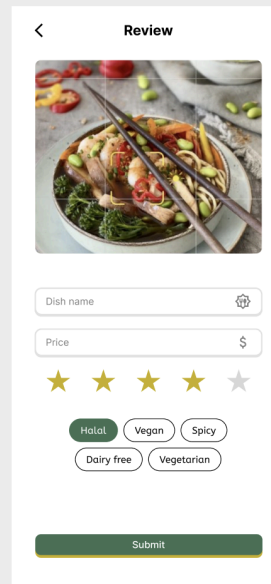 Review
Dish name
Price $
Halal Vegan Spicy
Dairy free Vegetarian
Submit